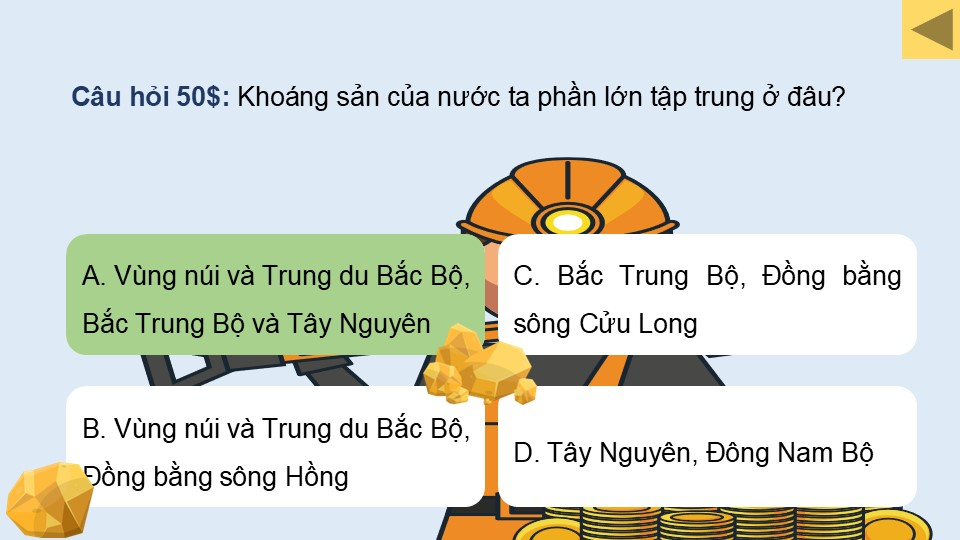 Câu hỏi 50$: Khoáng sản của nước ta phần lớn tập trung ở đâu?
A. Vùng núi và Trung du Bắc Bộ,
Bắc Trung Bộ và Tây Nguyên
C. Bắc Trung Bộ, Đồng bằng
sông Cửu Long
B. Vùng núi và Trung du Bắc Bộ,
Đồng bằng sông Hồng
D. Tây Nguyên, Đông Nam Bộ